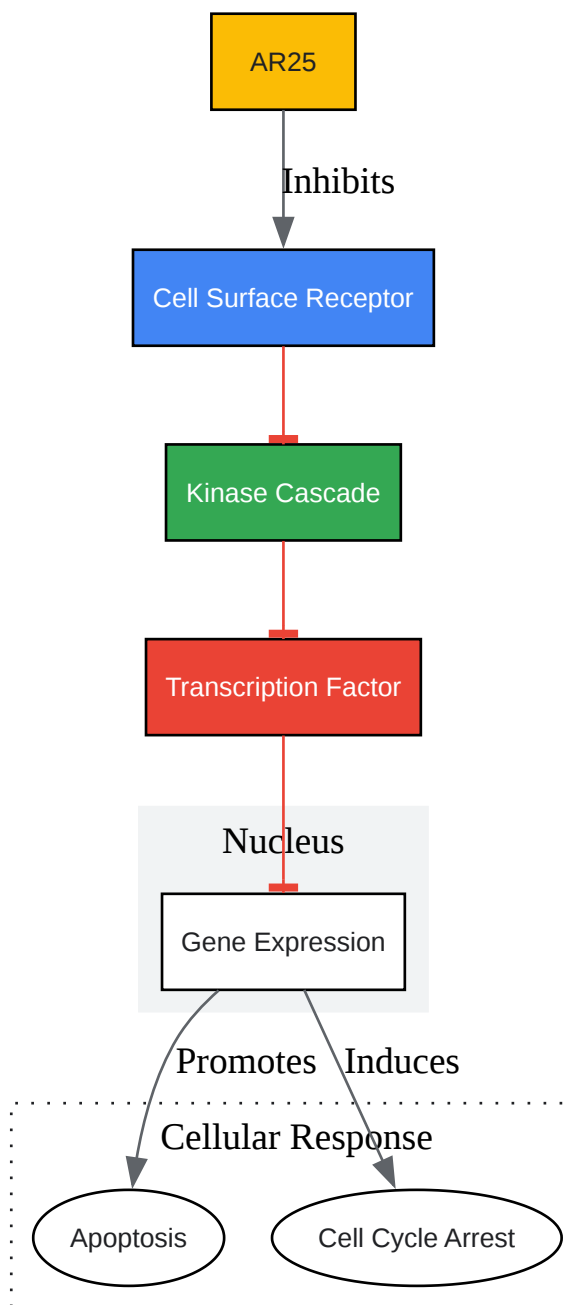 AR25
Inhibits
Cell Surface Receptor
Kinase Cascade
Transcription Factor
Nucleus
Gene Expression
Promotes
Induces
Cellular Response
Apoptosis
Cell Cycle Arrest